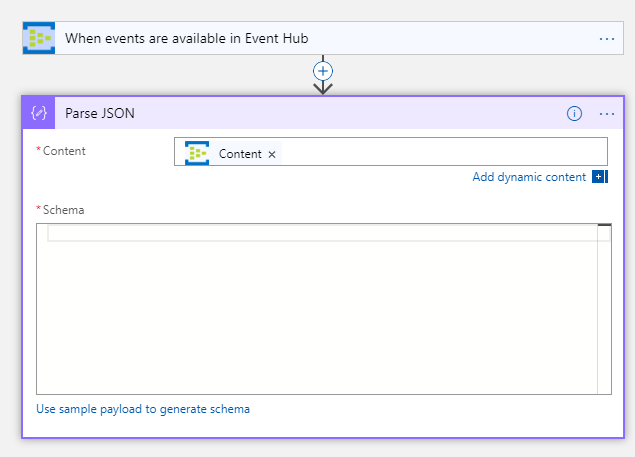 When events are available in Event Hub
Parse JSON
*Content
Content ×
Add dynamic content
*Schema
Use sample payload to generate schema